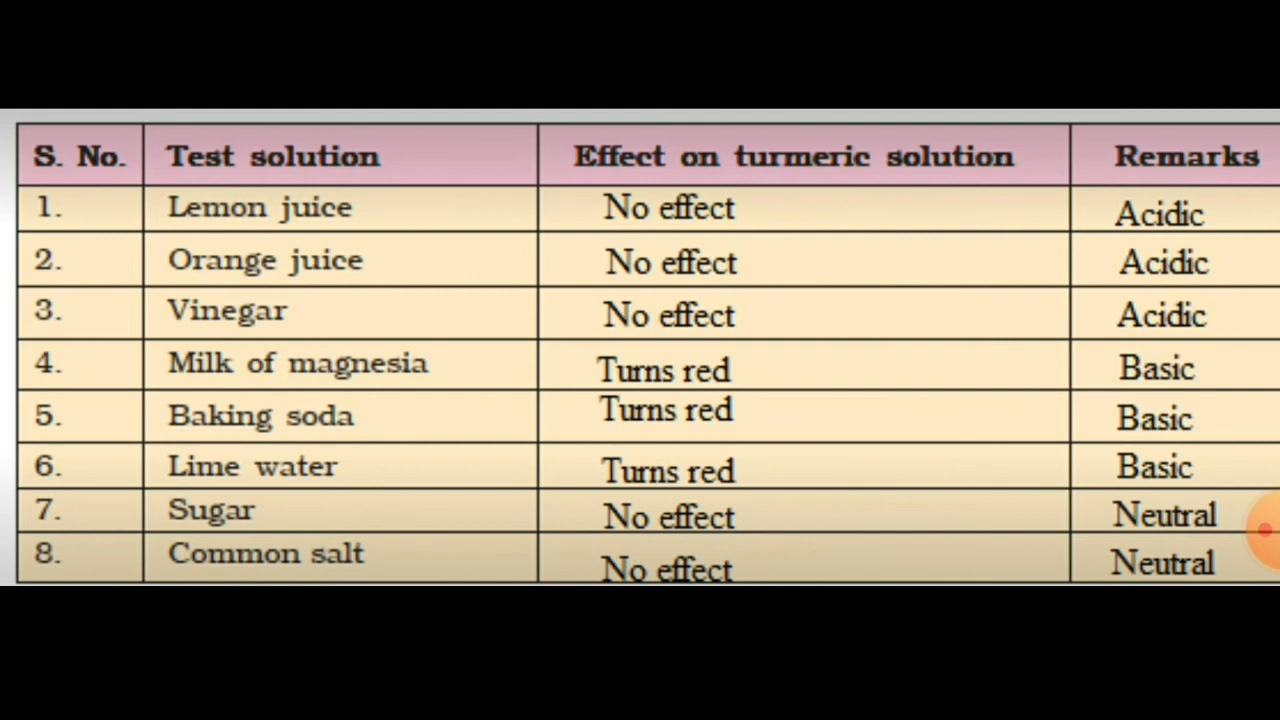 S. No. Test solution Effect on turmeric solution Remarks
1. Lemon juice No effect Acidic
2. Orange juice No effect Acidic
3. Vinegar No effect Acidic
4. Milk of magnesia Turns red Basic
5. Baking soda Turns red Basic
6. Lime water Turns red Basic
7. Sugar No effect Neutral
8. Common salt No effect Neutral